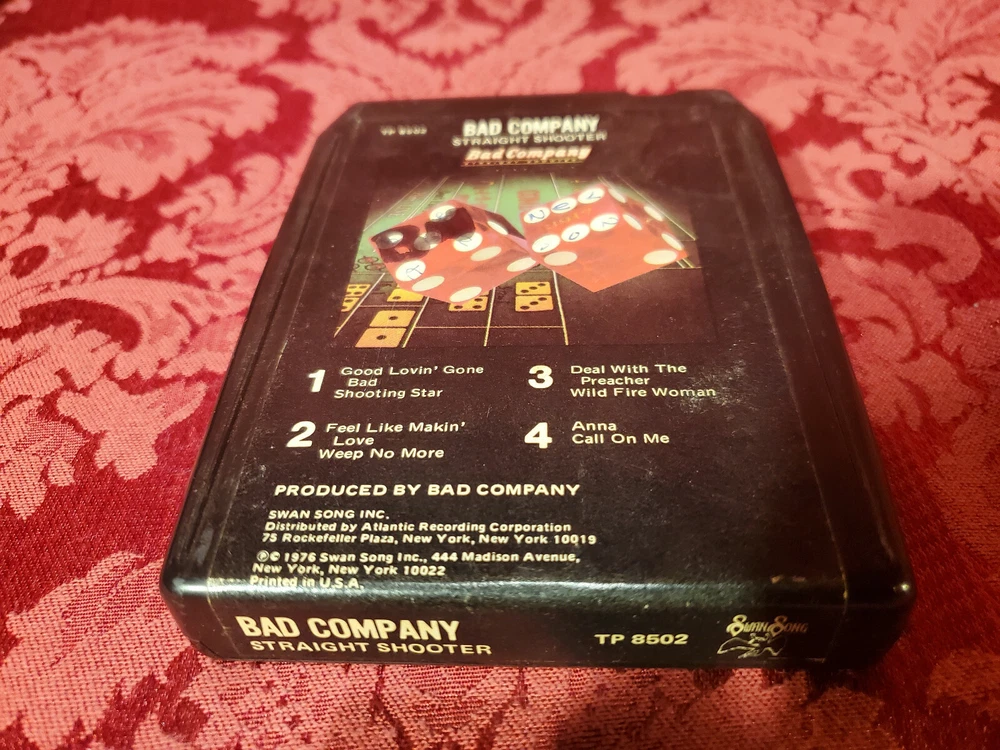 TP 8502
BAD COMPANY
STRAIGHT SHOOTER
Bad Company
1 Good Lovin' Gone
Bad
Shooting Star
2 Feel Like Makin'
Love
Weep No More
3 Deal With The
Preacher
Wild Fire Woman
4 Anna
Call On Me
PRODUCED BY BAD COMPANY
SWAN SONG INC.
Distributed by Atlantic Recording Corporation
75 Rockefeller Plaza, New York, New York 10019
℗© 1976 Swan Song Inc., 444 Madison Avenue,
New York, New York 10022
Printed in U.S.A.
BAD COMPANY
STRAIGHT SHOOTER
TP 8502
SWAN SONG